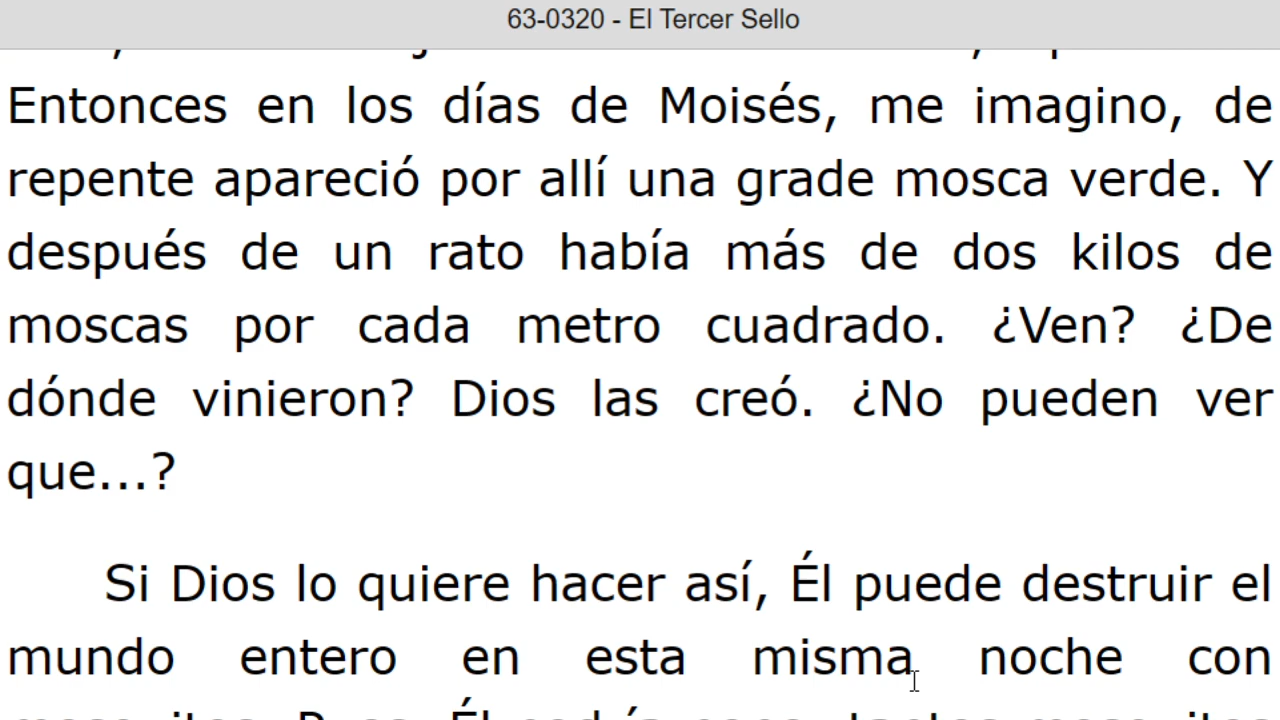 63-0320 - El Tercer Sello
Entonces en los días de Moisés, me imagino, de
repente apareció por allí una grade mosca verde. Y
después de un rato había más de dos kilos de
moscas por cada metro cuadrado. ¿Ven? ¿De
dónde vinieron? Dios las creó. ¿No pueden ver
que...?
Si Dios lo quiere hacer así, Él puede destruir el
mundo entero en esta misma noche con